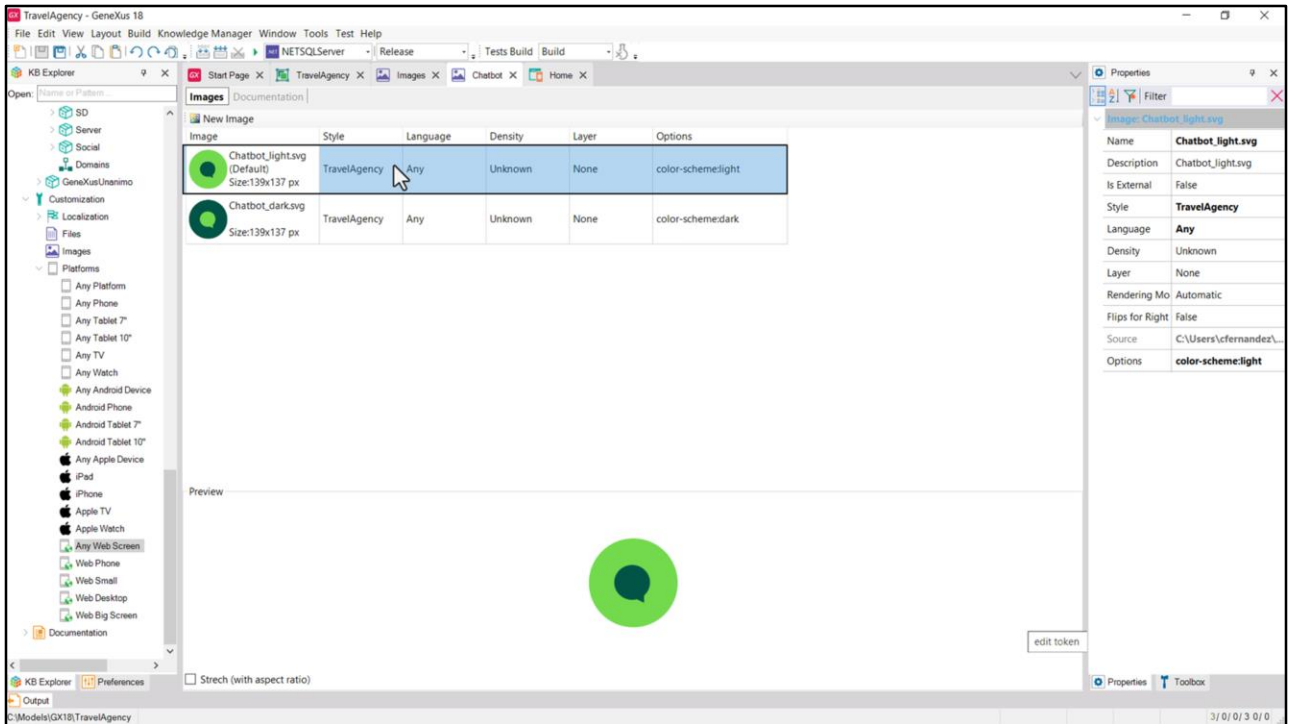 GX TravelAgency - GeneXus 18
File Edit View Layout Build Knowledge Manager Window Tools Test Help
NETSQLServer Release Tests Build Build
KB Explorer
Open: Name or Pattern...
SD
Server
Social
Domains
GeneXusUnanimo
Customization
Localization
Files
Images
Platforms
Any Platform
Any Phone
Any Tablet 7"
Any Tablet 10"
Any TV
Any Watch
Any Android Device
Android Phone
Android Tablet 7"
Android Tablet 10"
Any Apple Device
iPad
iPhone
Apple TV
Apple Watch
Any Web Screen
Web Phone
Web Small
Web Desktop
Web Big Screen
Documentation
KB Explorer Preferences
GX Start Page TravelAgency Images Chatbot Home
Images Documentation
New Image
Image Style Language Density Layer Options
Chatbot_light.svg
(Default)
Size:139x137 px
TravelAgency Any Unknown None color-scheme:light
Chatbot_dark.svg
Size:139x137 px
TravelAgency Any Unknown None color-scheme:dark
Preview
edit token
Strech (with aspect ratio)
Properties
Filter
Image: Chatbot_light.svg
Name Chatbot_light.svg
Description Chatbot_light.svg
Is External False
Style TravelAgency
Language Any
Density Unknown
Layer None
Rendering Mo Automatic
Flips for Right False
Source C:\Users\cfernandez\...
Options color-scheme:light
Properties Toolbox
Output
C:\Models\GX18\TravelAgency
3/0/0/3 0/0